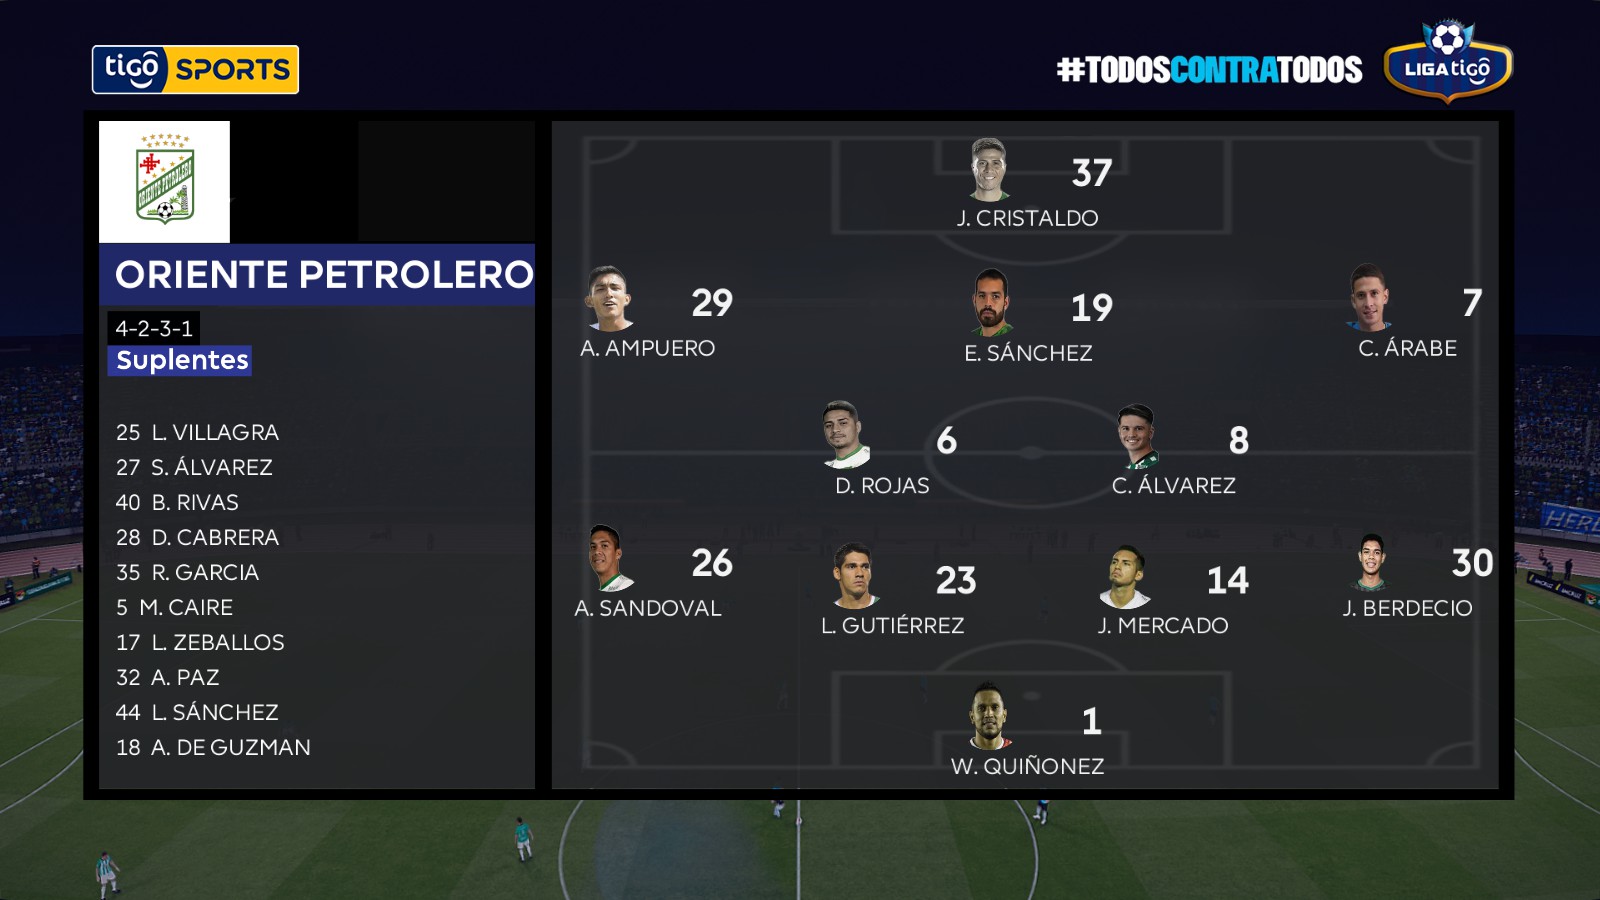 tigo SPORTS
#TODOSCONTRATODOS
LIGA tigo
ORIENTE PETROLERO
ORIENTE PETROLERO
4-2-3-1
Suplentes
25 L. VILLAGRA
27 S. ÁLVAREZ
40 B. RIVAS
28 D. CABRERA
35 R. GARCIA
5 M. CAIRE
17 L. ZEBALLOS
32 A. PAZ
44 L. SÁNCHEZ
18 A. DE GUZMAN
37
J. CRISTALDO
29
A. AMPUERO
19
E. SÁNCHEZ
7
C. ÁRABE
6
D. ROJAS
8
C. ÁLVAREZ
26
A. SANDOVAL
23
L. GUTIÉRREZ
14
J. MERCADO
30
J. BERDECIO
1
W. QUIÑONEZ